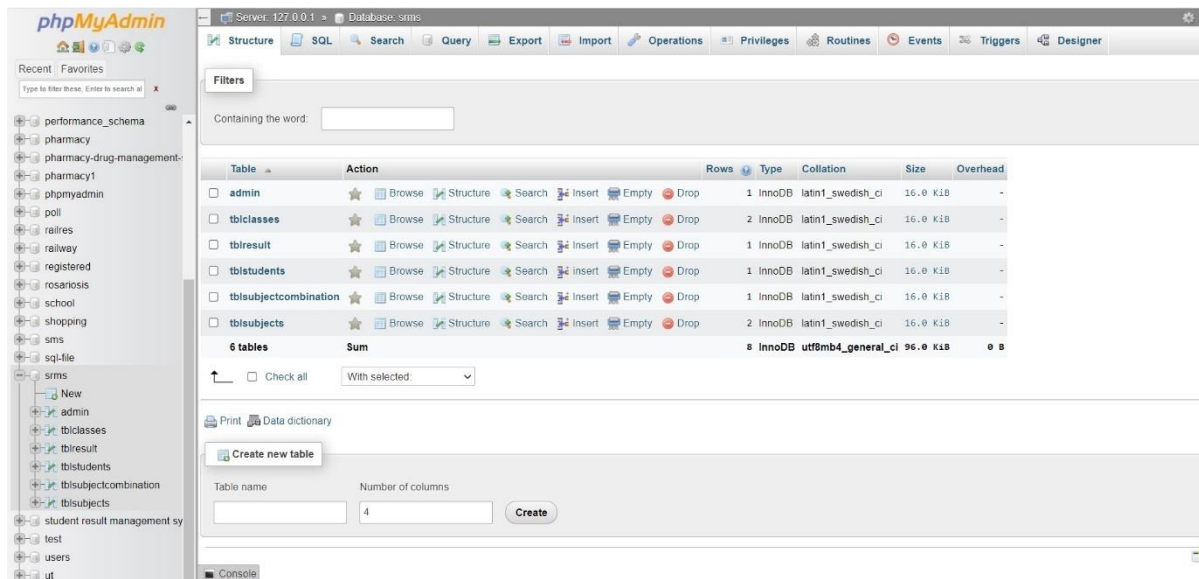 phpMyAdmin
Recent Favorites
Type to filter these, Enter to search al X
performance_schema
pharmacy
pharmacy-drug-management-
pharmacy1
phpmyadmin
poll
railres
railway
registered
rosariosis
school
shopping
sms
sql-file
srms
New
admin
tblclasses
tblresult
tblstudents
tblsubjectcombination
tblsubjects
student result management sy
test
users
ut
Server: 127.0.0.1 » Database: srms
Structure SQL Search Query Export Import Operations Privileges Routines Events Triggers Designer
Filters
Containing the word:
Table Action Rows Type Collation Size Overhead
admin Browse Structure Search Insert Empty Drop 1 InnoDB latin1_swedish_ci 16.0 KiB -
tblclasses Browse Structure Search Insert Empty Drop 2 InnoDB latin1_swedish_ci 16.0 KiB -
tblresult Browse Structure Search Insert Empty Drop 1 InnoDB latin1_swedish_ci 16.0 KiB -
tblstudents Browse Structure Search Insert Empty Drop 1 InnoDB latin1_swedish_ci 16.0 KiB -
tblsubjectcombination Browse Structure Search Insert Empty Drop 1 InnoDB latin1_swedish_ci 16.0 KiB -
tblsubjects Browse Structure Search Insert Empty Drop 2 InnoDB latin1_swedish_ci 16.0 KiB -
6 tables Sum 8 InnoDB utf8mb4_general_ci 96.0 KiB 0 B
Check all With selected:
Print Data dictionary
Create new table
Table name Number of columns
4 Create
Console